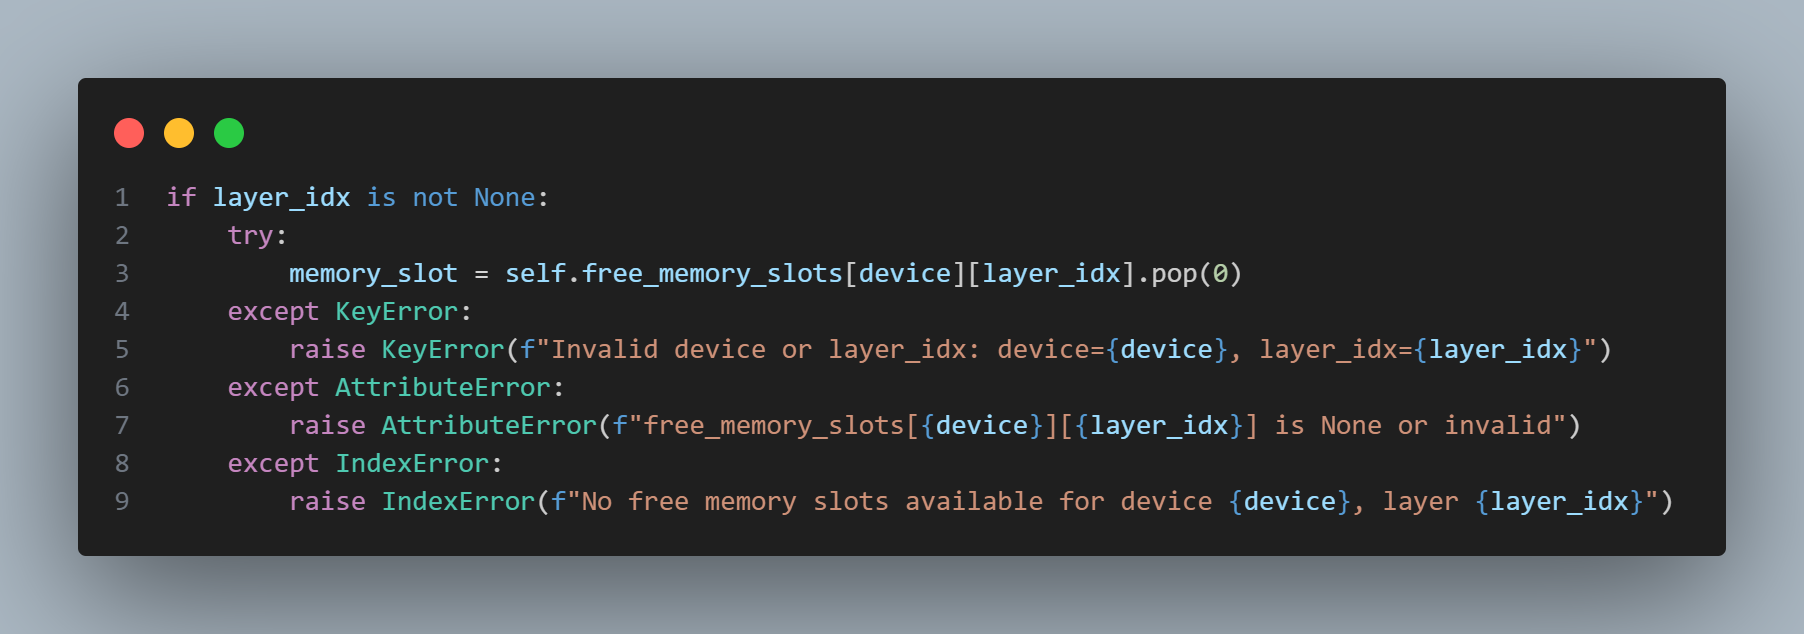 1 if layer_idx is not None:
2     try:
3         memory_slot = self.free_memory_slots[device][layer_idx].pop(0)
4     except KeyError:
5         raise KeyError(f"Invalid device or layer_idx: device={device}, layer_idx={layer_idx}")
6     except AttributeError:
7         raise AttributeError(f"free_memory_slots[{device}][{layer_idx}] is None or invalid")
8     except IndexError:
9         raise IndexError(f"No free memory slots available for device {device}, layer {layer_idx}")